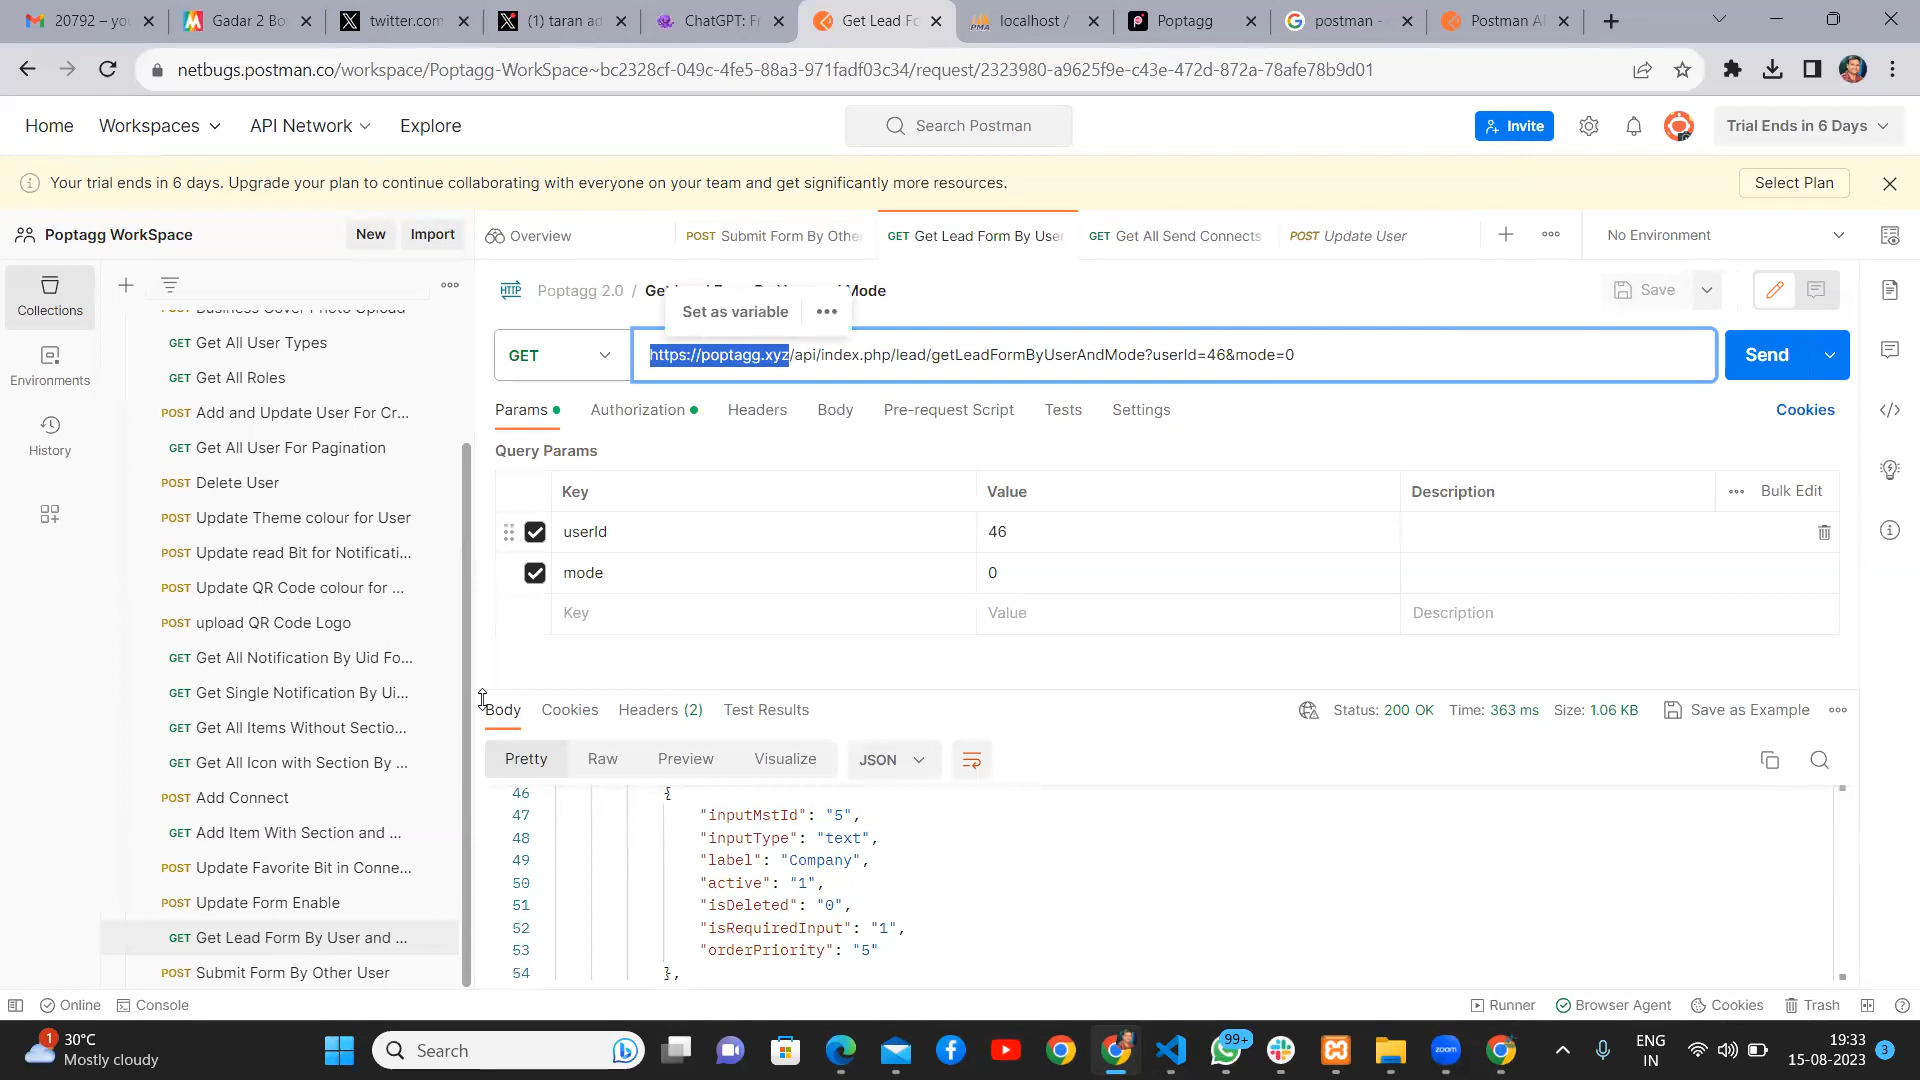 20792 – yo
Gadar 2 Bo
twitter.com
(1) taran ad
ChatGPT: F
Get Lead Fo
localhost /
Poptagg
postman -
Postman A
netbugs.postman.co/workspace/Poptagg-WorkSpace~bc2328cf-049c-4fe5-88a3-971fadf03c34/request/2323980-a9625f9e-c43e-472d-872a-78afe78b9d01
Home Workspaces API Network Explore
Search Postman
Invite
Trial Ends in 6 Days
Your trial ends in 6 days. Upgrade your plan to continue collaborating with everyone on your team and get significantly more resources.
Select Plan
Poptagg WorkSpace
New Import
Overview
POST Submit Form By Othe
GET Get Lead Form By User
GET Get All Send Connects
POST Update User
No Environment
Collections
Environments
History
Business Cover Photo Upload
GET Get All User Types
GET Get All Roles
POST Add and Update User For Cr...
GET Get All User For Pagination
POST Delete User
POST Update Theme colour for User
POST Update read Bit for Notificati...
POST Update QR Code colour for ...
POST upload QR Code Logo
GET Get All Notification By Uid Fo...
GET Get Single Notification By Ui...
GET Get All Items Without Sectio...
GET Get All Icon with Section By ...
POST Add Connect
GET Add Item With Section and ...
POST Update Favorite Bit in Conne...
POST Update Form Enable
GET Get Lead Form By User and ...
POST Submit Form By Other User
HTTP Poptagg 2.0 / Get Mode
Set as variable
Save
GET
https://poptagg.xyz/api/index.php/lead/getLeadFormByUserAndMode?userId=46&mode=0
Send
Params Authorization Headers Body Pre-request Script Tests Settings
Cookies
Query Params
Key Value Description Bulk Edit
userId 46
mode 0
Key Value Description
Body Cookies Headers (2) Test Results
Status: 200 OK Time: 363 ms Size: 1.06 KB Save as Example
Pretty Raw Preview Visualize JSON
46 {
47 "inputMstId": "5",
48 "inputType": "text",
49 "label": "Company",
50 "active": "1",
51 "isDeleted": "0",
52 "isRequiredInput": "1",
53 "orderPriority": "5"
54 },
Online Console
Runner Browser Agent Cookies Trash
1
30°C
Mostly cloudy
Search
99+
zoom
ENG
IN
19:33
15-08-2023
3